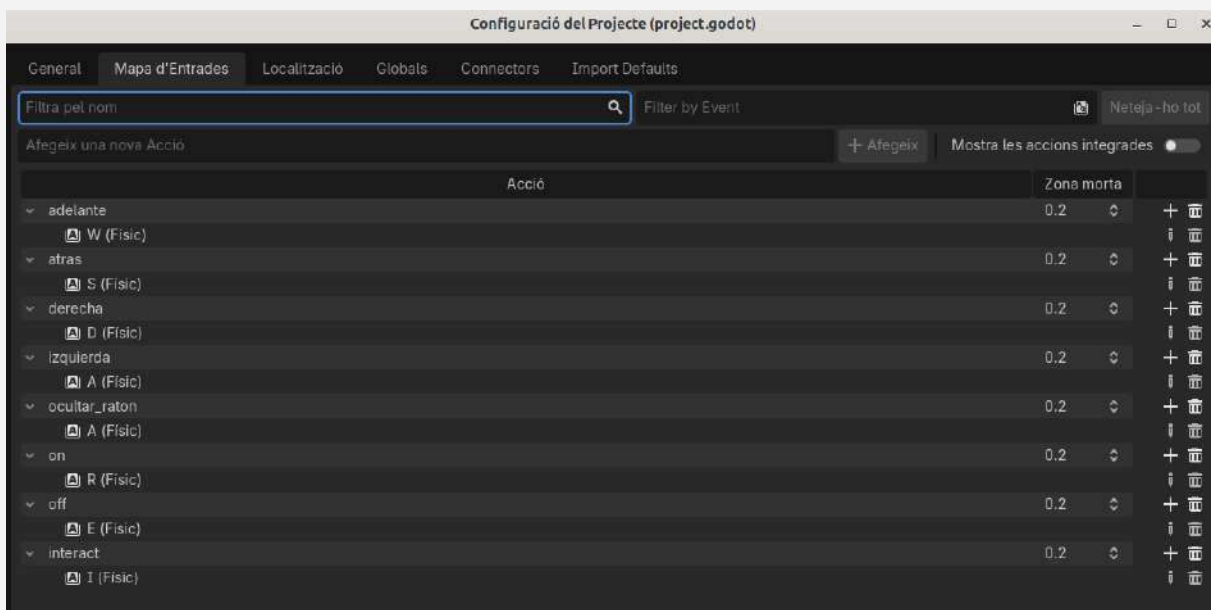 Configuració del Projecte (project.godot)
General Mapa d'Entrades Localització Globals Connectors Import Defaults
Filtra pel nom Filter by Event Neteja-ho tot
Afegeix una nova Acció + Afegeix Mostra les accions integrades
Acció Zona morta
adelante 0.2
W (Físic)
atras 0.2
S (Físic)
derecha 0.2
D (Físic)
izquierda 0.2
A (Físic)
ocultar_raton 0.2
A (Físic)
on 0.2
R (Físic)
off 0.2
E (Físic)
interact 0.2
I (Físic)